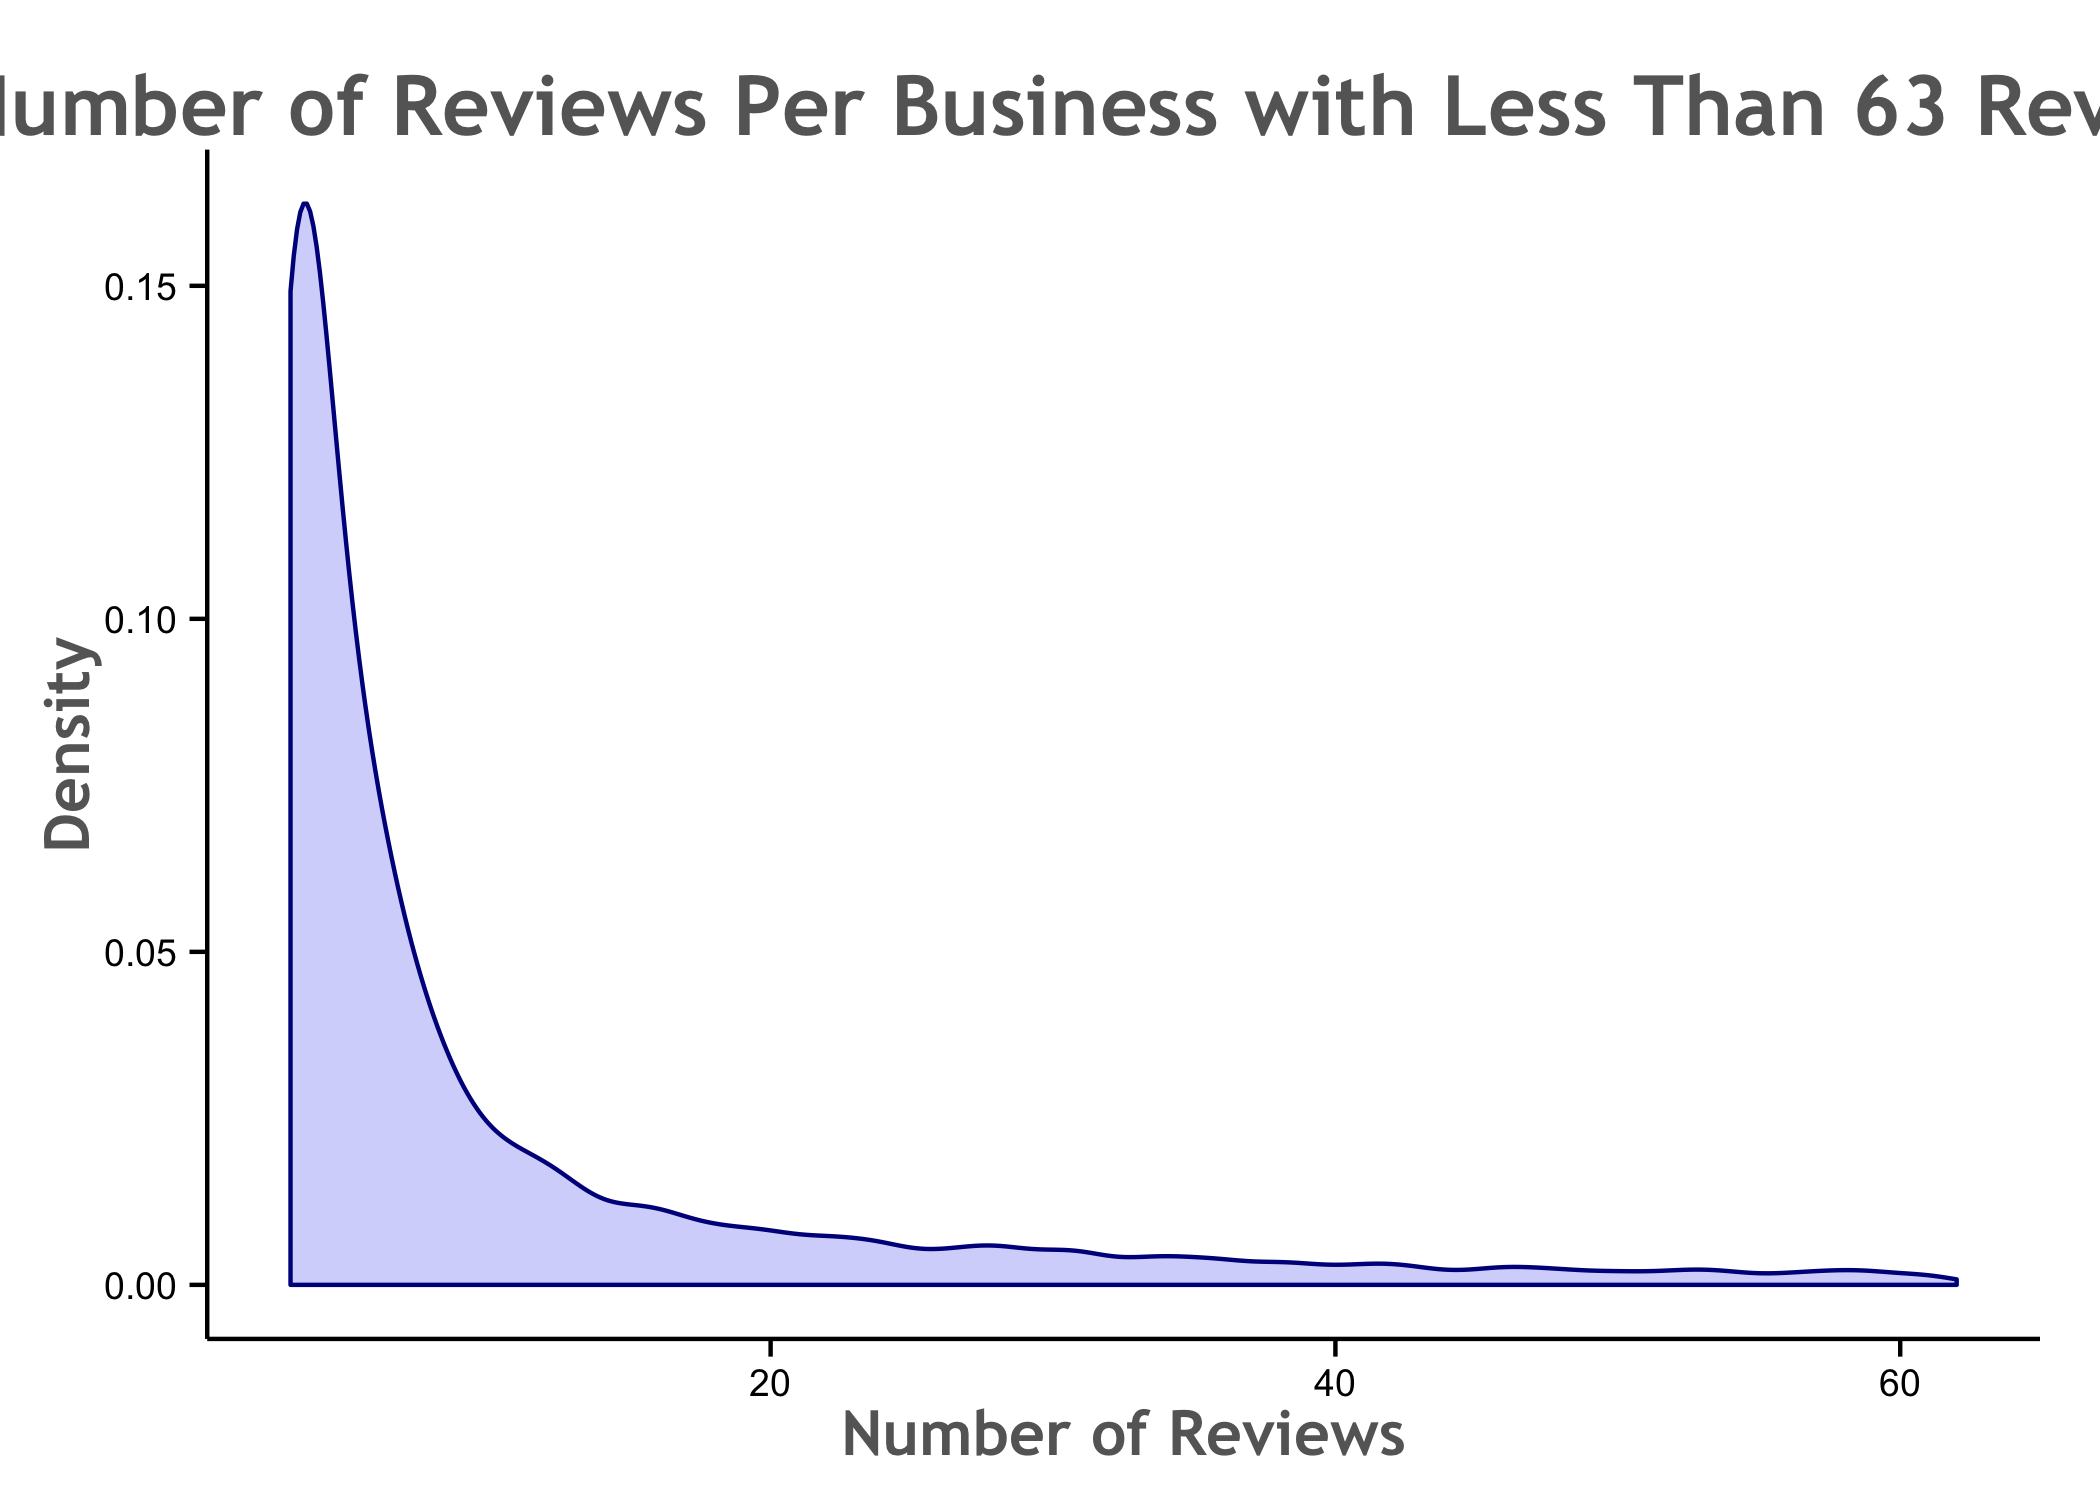 umber of Reviews Per Business with Less Than 63 Rev
0.15
0.10
0.05
0.00
Density
20 40 60
Number of Reviews